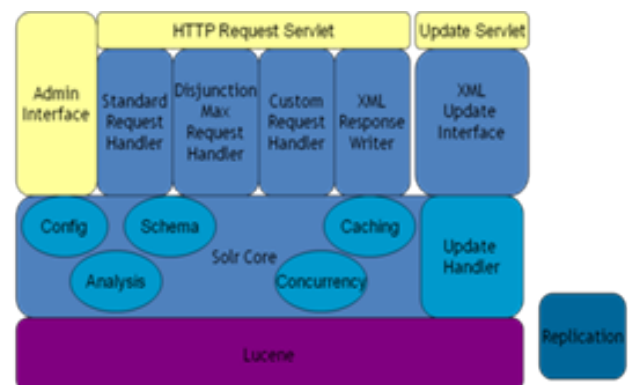 HTTP Request Servlet
Update Servlet
Admin
Interface
Standard
Request
Handler
Disjunction
Max
Request
Handler
Custom
Request
Handler
XML
Response
Writer
XML
Update
Interface
Config
Schema
Caching
Analysis
Solr Core
Concurrency
Update
Handler
Lucene
Replication